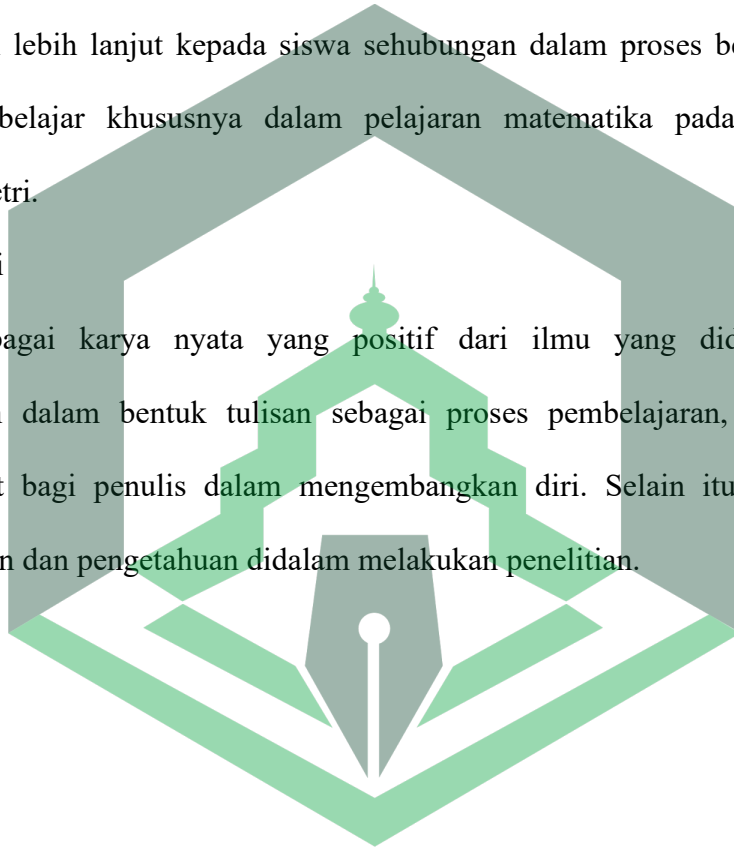 lebih lanjut kepada siswa sehubungan dalam proses
belajar khususnya dalam pelajaran matematika pada
etri.
i
bagai karya nyata yang positif dari ilmu yang
dalam bentuk tulisan sebagai proses pembelajaran,
t bagi penulis dalam mengembangkan diri. Selain itu
n dan pengetahuan didalam melakukan penelitian.